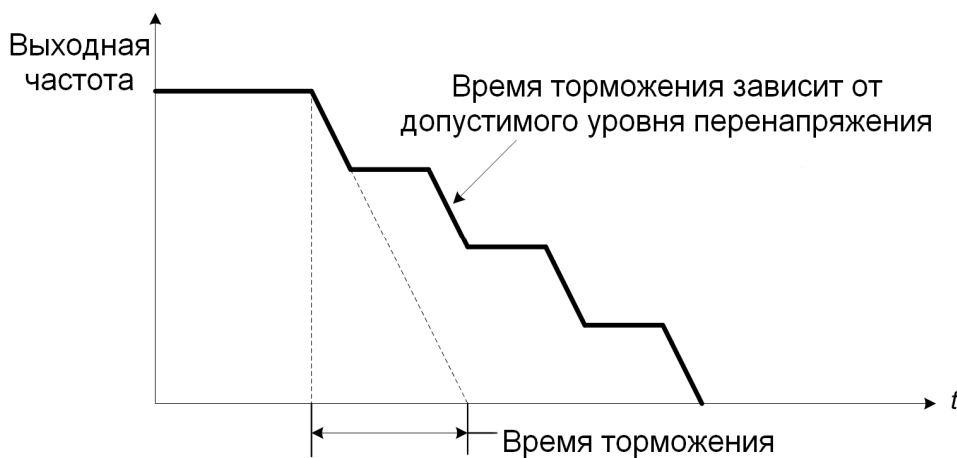 Выходная
частота
Время торможения зависит от
допустимого уровня перенапряжения
t
Время торможения